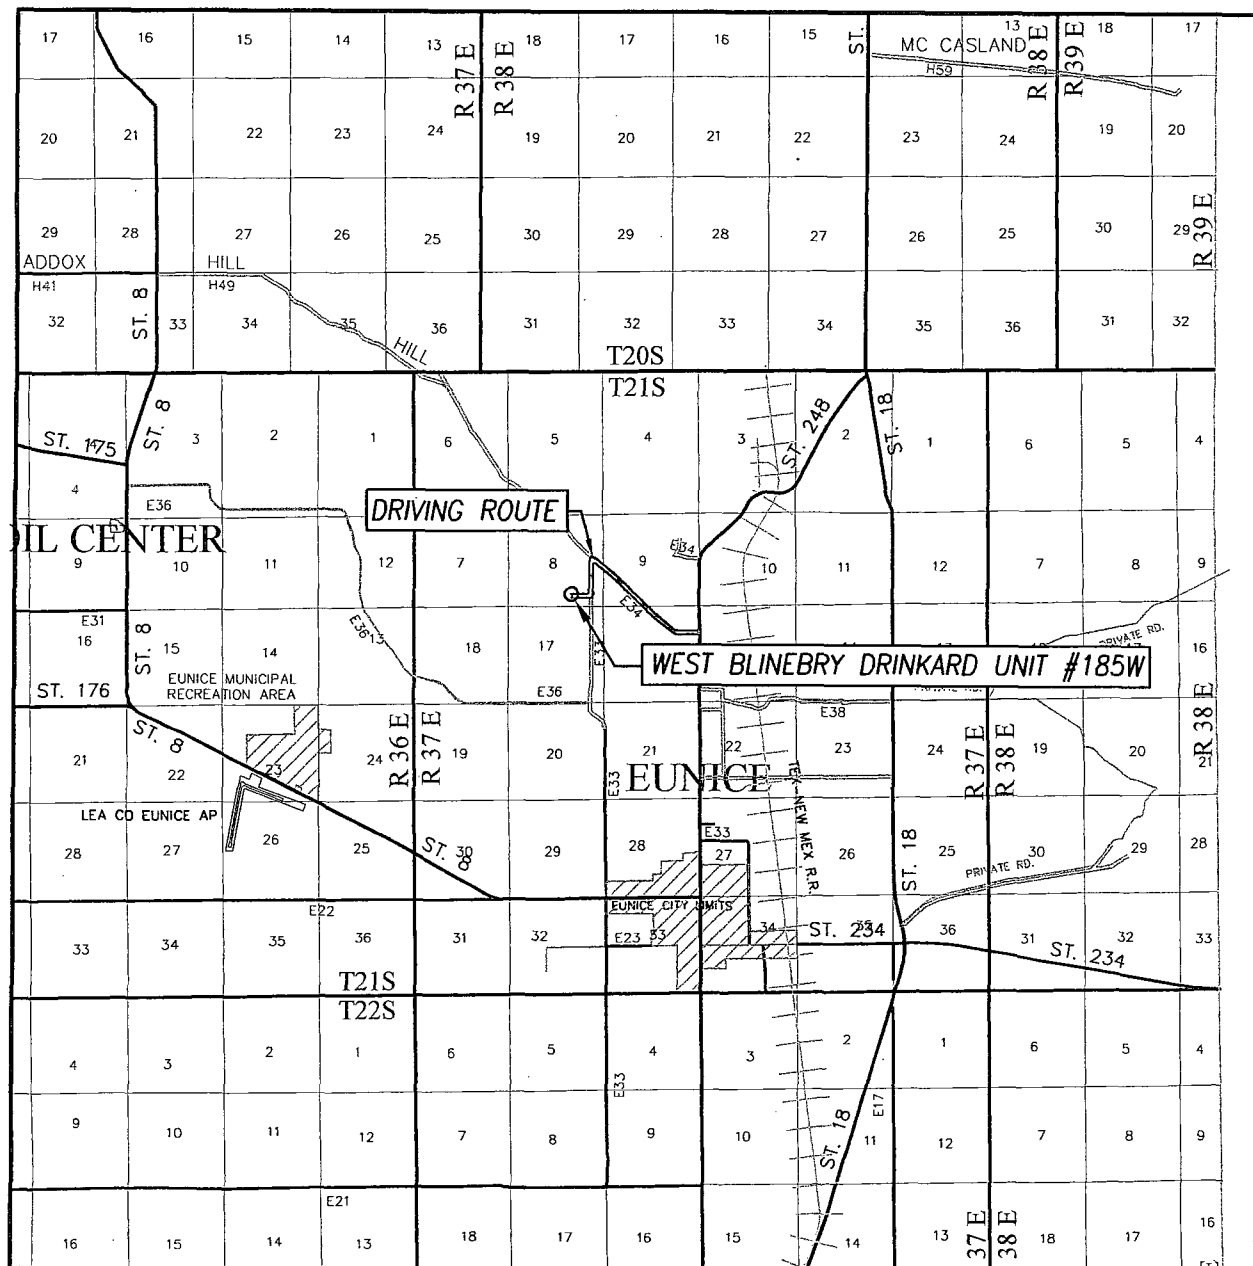 17 16 15 14 13 R 37 E R 38 E 18 17 16 15 ST. 13 R 38 E R 39 E 18 17
MC CASLAND
H59
20 21 22 23 24 19 20 21 22 23 24 19 20
29 28 27 26 25 30 29 28 27 26 25 30 29 R 39 E
ADDOX HILL
H41 H49
32 ST. 8 33 34 35 36 31 32 33 34 35 36 31 32
HILL
T20S
T21S
ST. 175 ST. 8 3 2 1 6 5 4 3 ST. 248 2 ST. 18 1 6 5 4
4 E36
DRIVING ROUTE
OIL CENTER
9 10 11 12 7 8 9 E34 10 11 12 7 8 9
E34
E31
16 ST. 8 15 14 E36 13 18 17 E33 16
PRIVATE RD.
EUNICE MUNICIPAL
RECREATION AREA
WEST BLINEBRY DRINKARD UNIT #185W
ST. 176 E36 E38
PRIVATE RD.
21 ST. 8 22 23 24 R 36 E R 37 E 19 20 21 22 23 24 R 37 E R 38 E 19 20 21 R 38 E
EUNICE
E33
TEX-NEW MEX R.R.
LEA CO EUNICE AP
28 27 26 25 ST. 8 30 29 28 E33 27 26 ST. 18 25 30 29 28
PRIVATE RD.
E22
EUNICE CITY LIMITS
33 34 35 36 31 32 E23 33 34 ST. 234 35 36 31 32 33
ST. 234
T21S
T22S
4 3 2 1 6 5 4 3 2 1 6 5 4
E33 E17
9 10 11 12 7 8 9 10 ST. 18 11 12 7 8 9
E21
16 15 14 13 18 17 16 15 14 13 37 E 38 E 18 17 16